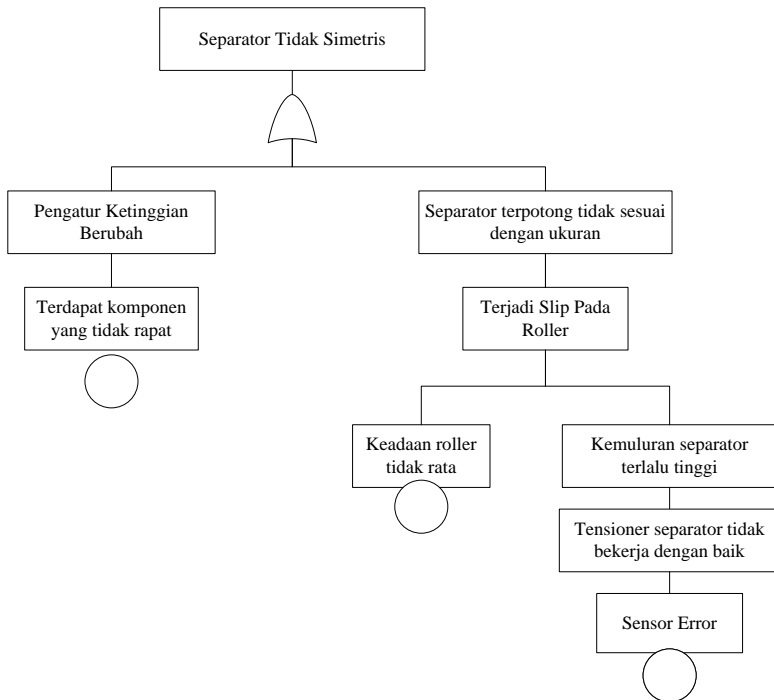 Separator Tidak Simetris
Pengatur Ketinggian
Berubah
Separator terpotong tidak sesuai
dengan ukuran
Terdapat komponen
yang tidak rapat
Terjadi Slip Pada
Roller
Keadaan roller
tidak rata
Kemuluran separator
terlalu tinggi
Tensioner separator tidak
bekerja dengan baik
Sensor Error